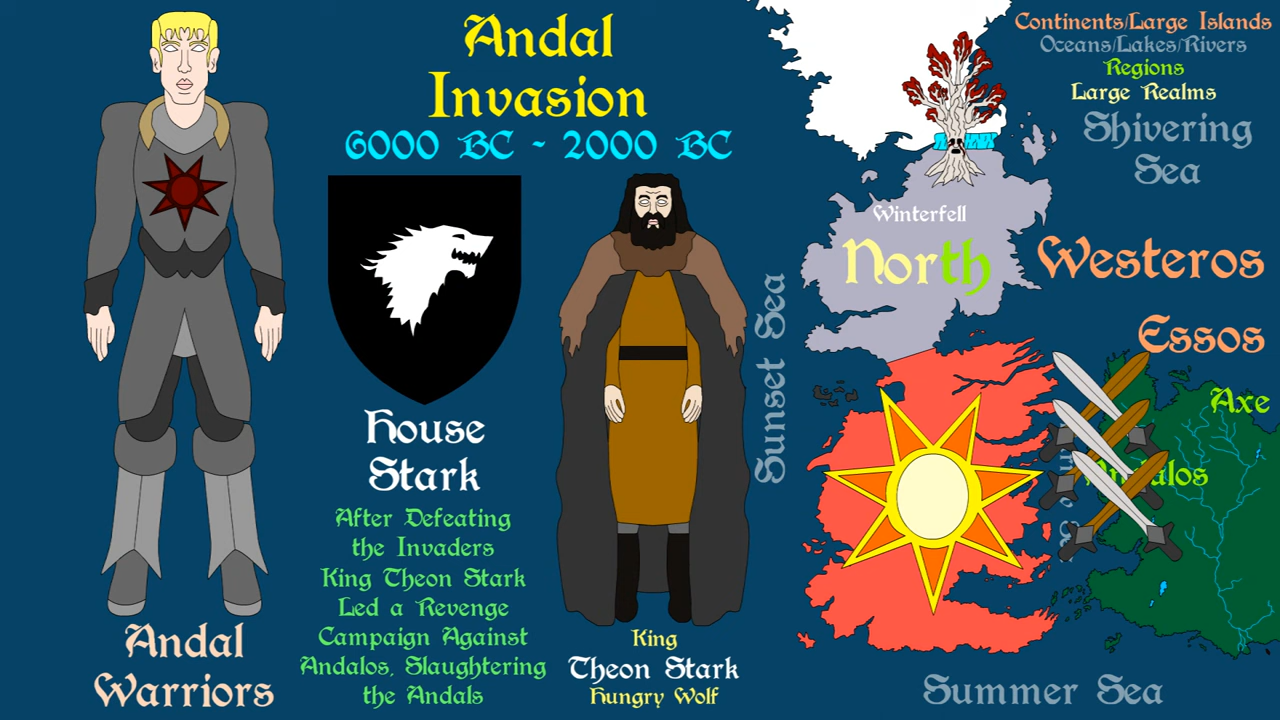 Andal
Invasion
6000 BC - 2000 BC
House
Stark
After Defeating
the Invaders
King Theon Stark
Led a Revenge
Campaign Against
Andalos, Slaughtering
the Andals
Andal
Warriors
King
Theon Stark
Hungry Wolf
Continents/Large Islands
Oceans/Lakes/Rivers
Regions
Large Realms
Shivering
Sea
Winterfell
North
Westeros
Essos
Sunset Sea
Axe
Andalos
Summer Sea